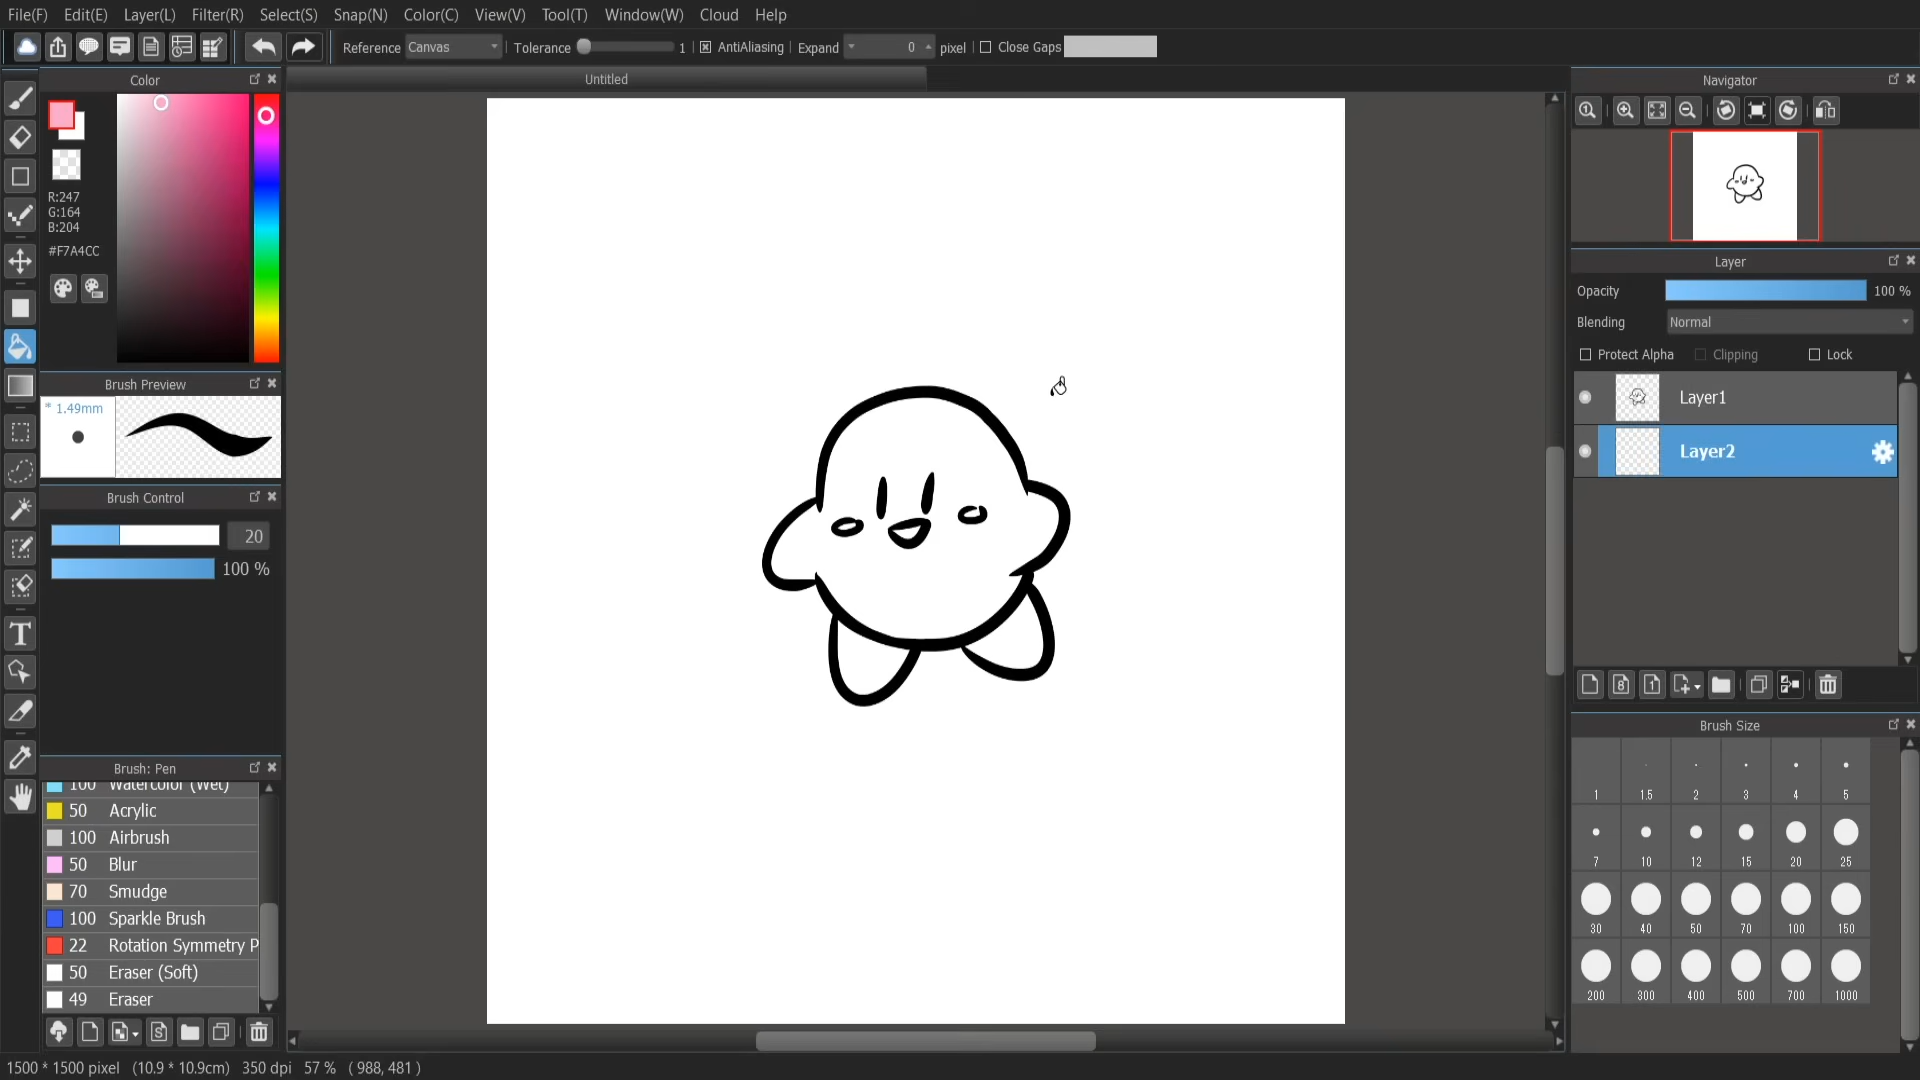 File(F) Edit(E) Layer(L) Filter(R) Select(S) Snap(N) Color(C) View(V) Tool(T) Window(W) Cloud Help
Reference Canvas Tolerance 1 AntiAliasing Expand 0 pixel Close Gaps
Color
Untitled
Navigator
R:247
G:164
B:204
#F7A4CC
Layer
Opacity 100 %
Blending Normal
Protect Alpha Clipping Lock
Layer1
Layer2
Brush Preview
* 1.49mm
Brush Control
20
100 %
Brush: Pen
100 Watercolor (Wet)
50 Acrylic
100 Airbrush
50 Blur
70 Smudge
100 Sparkle Brush
22 Rotation Symmetry P
50 Eraser (Soft)
49 Eraser
Brush Size
1 1.5 2 3 4 5
7 10 12 15 20 25
30 40 50 70 100 150
200 300 400 500 700 1000
1500 * 1500 pixel (10.9 * 10.9cm) 350 dpi 57 % ( 988, 481 )